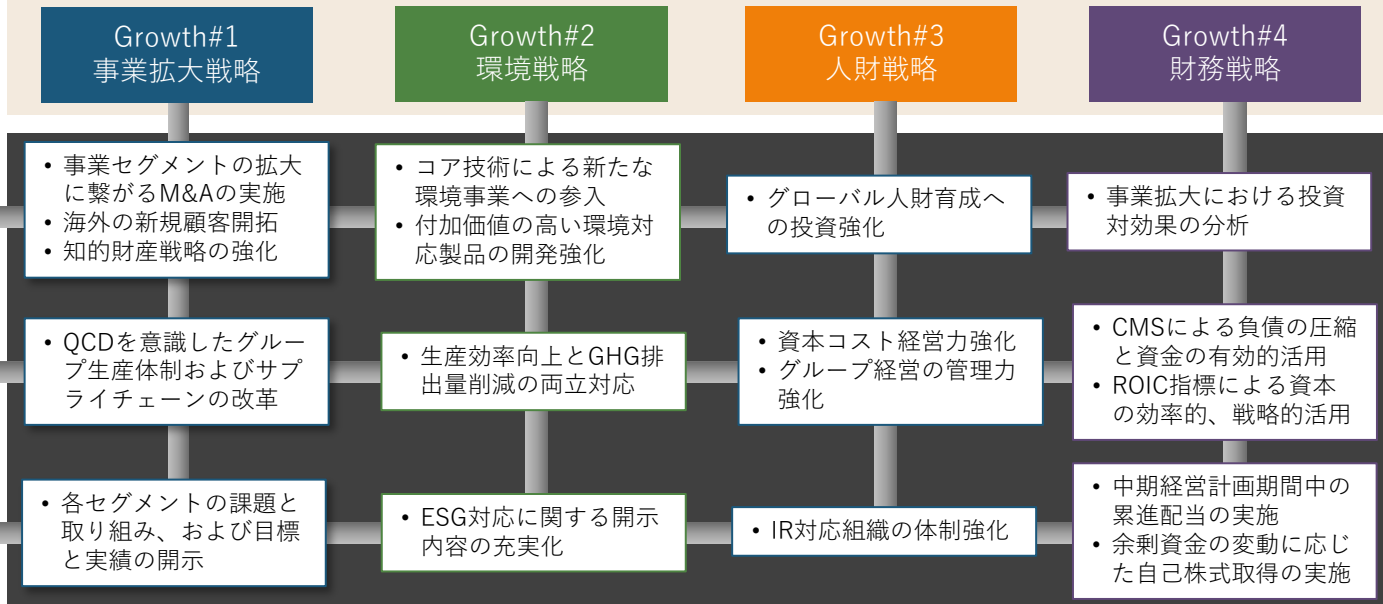 Growth#1
事業拡大戦略
Growth#2
環境戦略
Growth#3
人財戦略
Growth#4
財務戦略
• 事業セグメントの拡大
に繋がるM&Aの実施
• 海外の新規顧客開拓
• 知的財産戦略の強化
• コア技術による新たな
環境事業への参入
• 付加価値の高い環境対
応製品の開発強化
• グローバル人財育成へ
の投資強化
• 事業拡大における投資
対効果の分析
• QCDを意識したグルー
プ生産体制およびサプ
ライチェーンの改革
• 生産効率向上とGHG排
出量削減の両立対応
• 資本コスト経営力強化
• グループ経営の管理力
強化
• CMSによる負債の圧縮
と資金の有効的活用
• ROIC指標による資本
の効率的、戦略的活用
• 各セグメントの課題と
取り組み、および目標
と実績の開示
• ESG対応に関する開示
内容の充実化
• IR対応組織の体制強化
• 中期経営計画期間中の
累進配当の実施
• 余剰資金の変動に応じ
た自己株式取得の実施